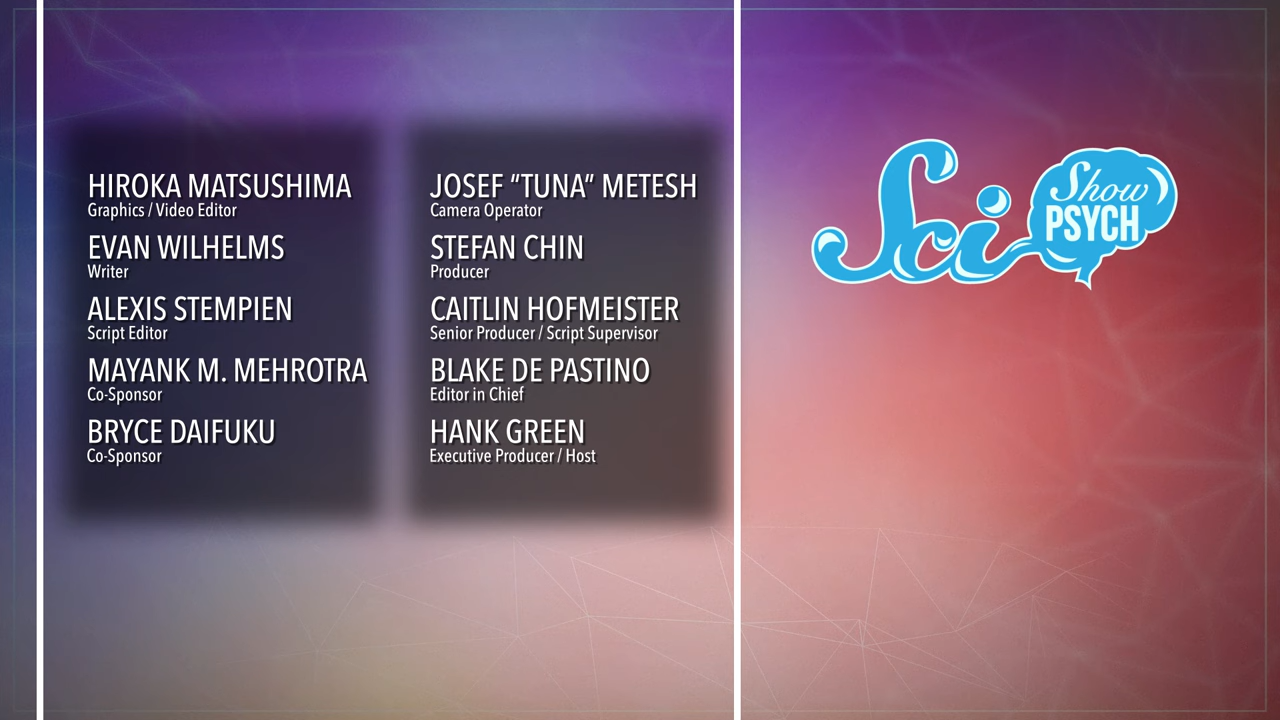 HIROKA MATSUSHIMA
Graphics / Video Editor
EVAN WILHELMS
Writer
ALEXIS STEMPIEN
Script Editor
MAYANK M. MEHROTRA
Co-Sponsor
BRYCE DAIFUKU
Co-Sponsor
JOSEF “TUNA” METESH
Camera Operator
STEFAN CHIN
Producer
CAITLIN HOFMEISTER
Senior Producer / Script Supervisor
BLAKE DE PASTINO
Editor in Chief
HANK GREEN
Executive Producer / Host
Sci Show
PSYCH